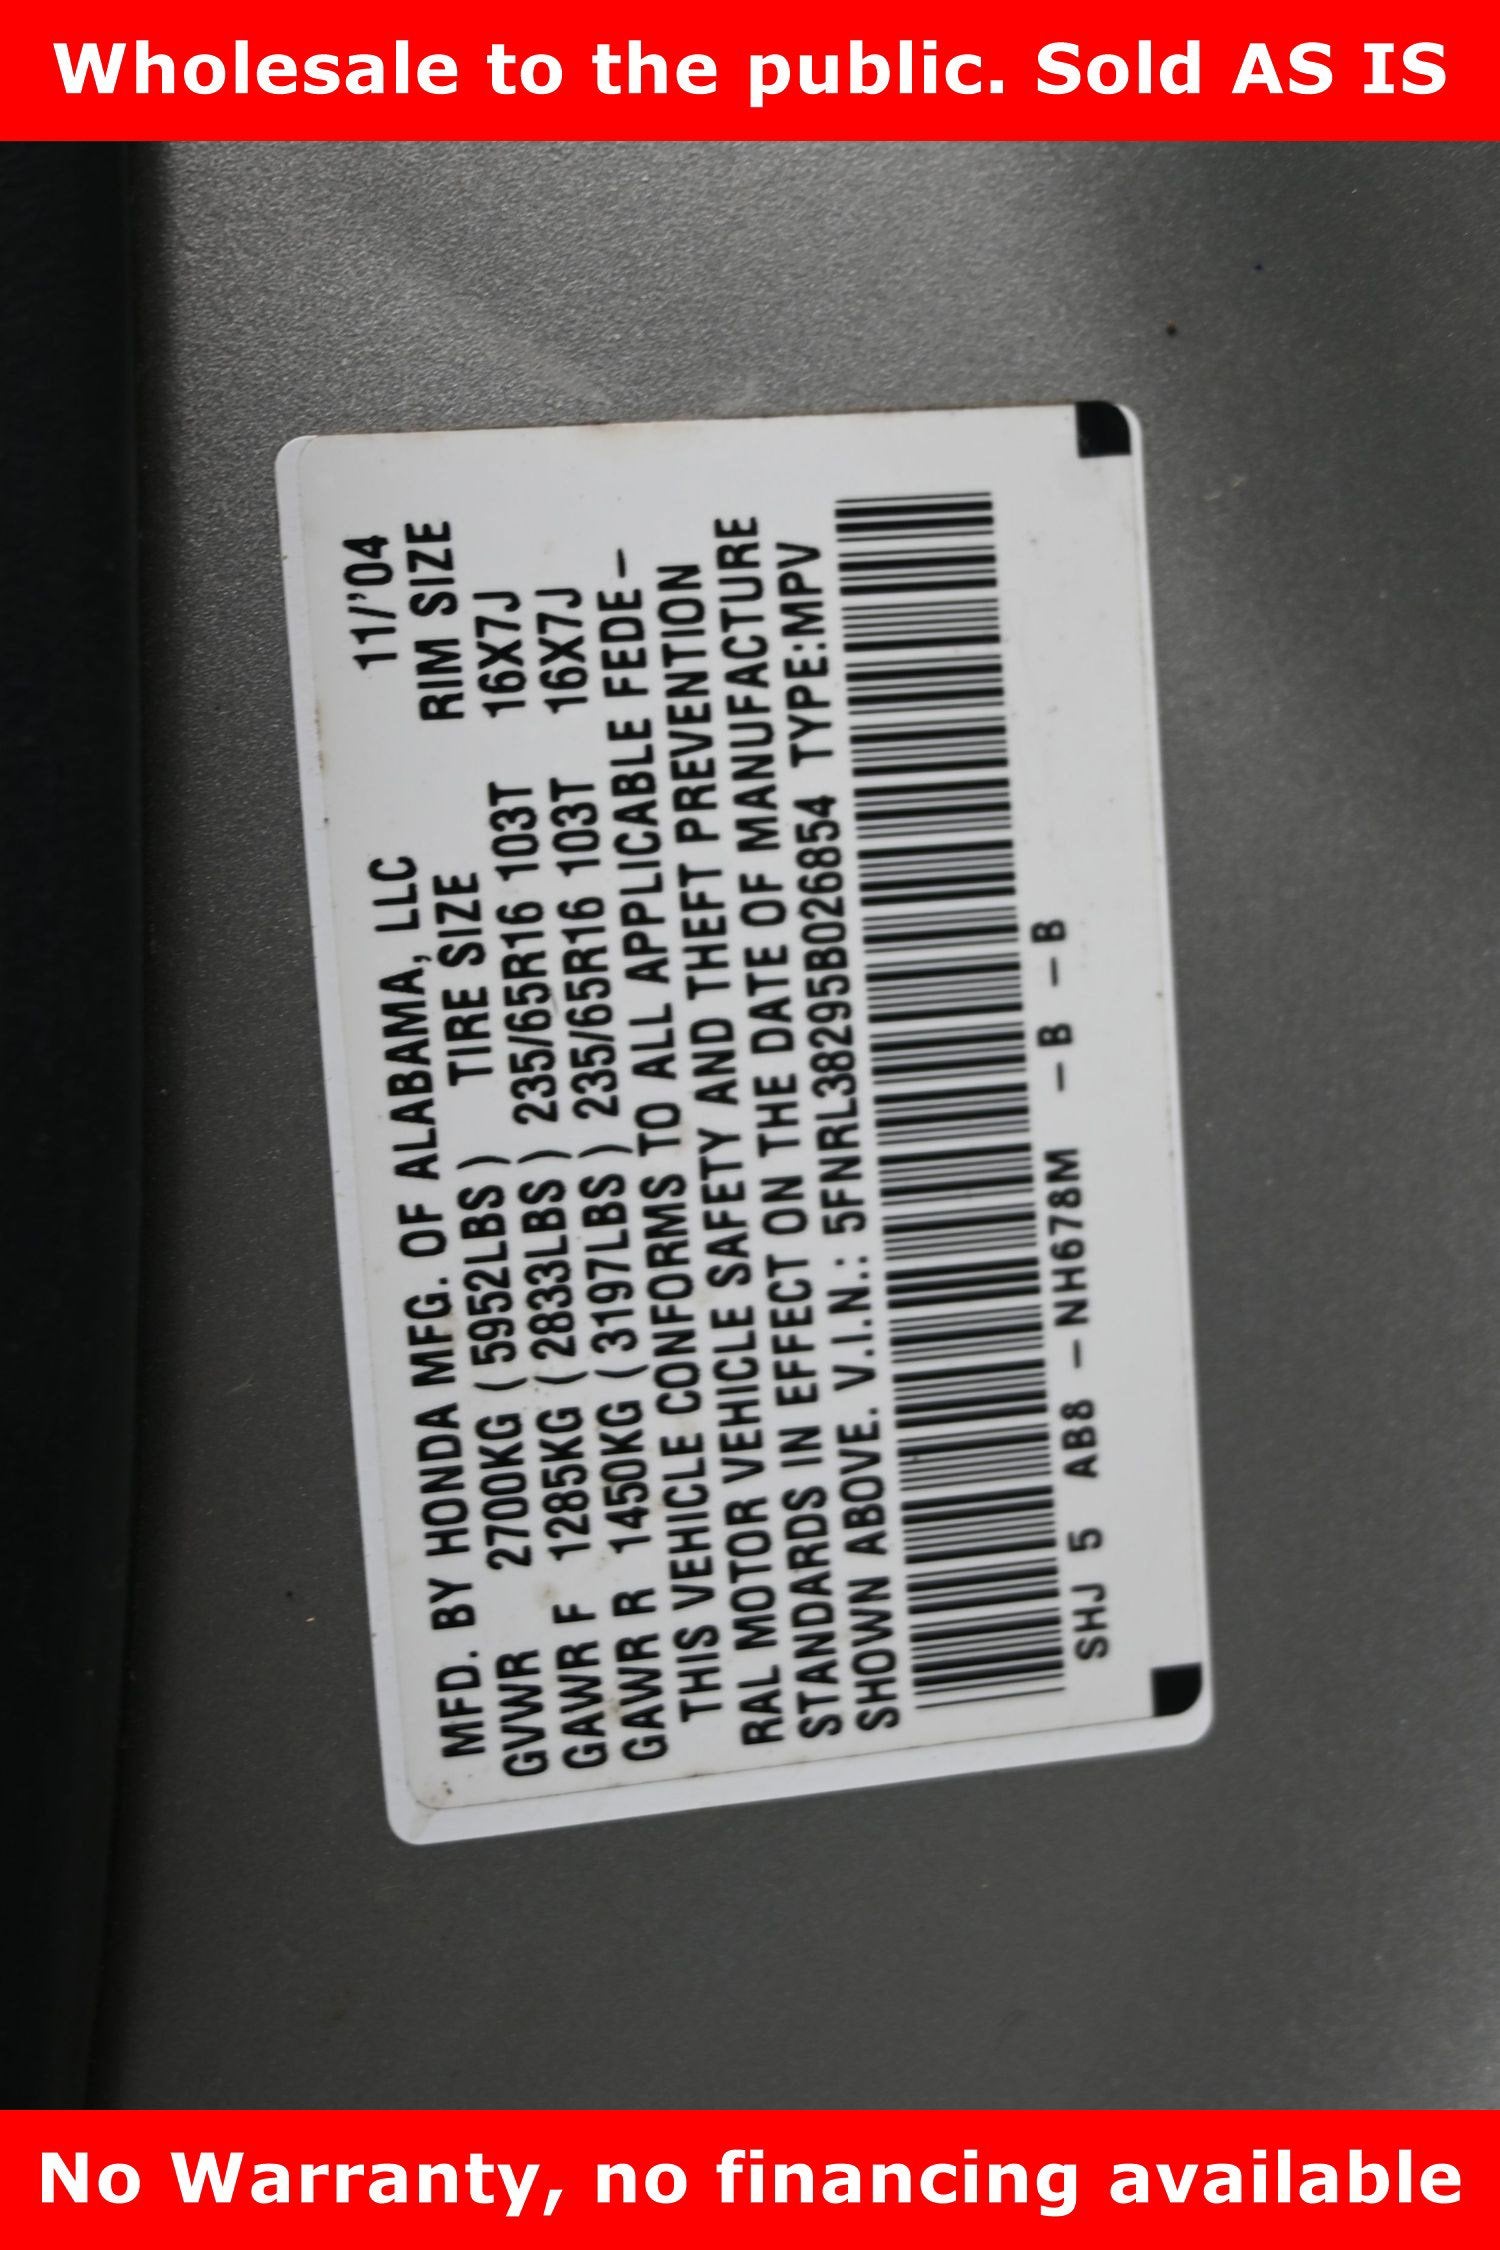 Wholesale to the public. Sold AS IS
MFD. BY HONDA MFG. OF ALABAMA, LLC 11/'04
GVWR 2700KG (5952LBS) TIRE SIZE RIM SIZE
GAWR F 1285KG (2833LBS) 235/65R16 103T 16X7J
GAWR R 1450KG (3197LBS) 235/65R16 103T 16X7J
THIS VEHICLE CONFORMS TO ALL APPLICABLE FEDE-
RAL MOTOR VEHICLE SAFETY AND THEFT PREVENTION
STANDARDS IN EFFECT ON THE DATE OF MANUFACTURE
SHOWN ABOVE. V.I.N.: 5FNRL38295B026854 TYPE:MPV
SHJ 5 AB8 -NH678M -B -B
No Warranty, no financing available